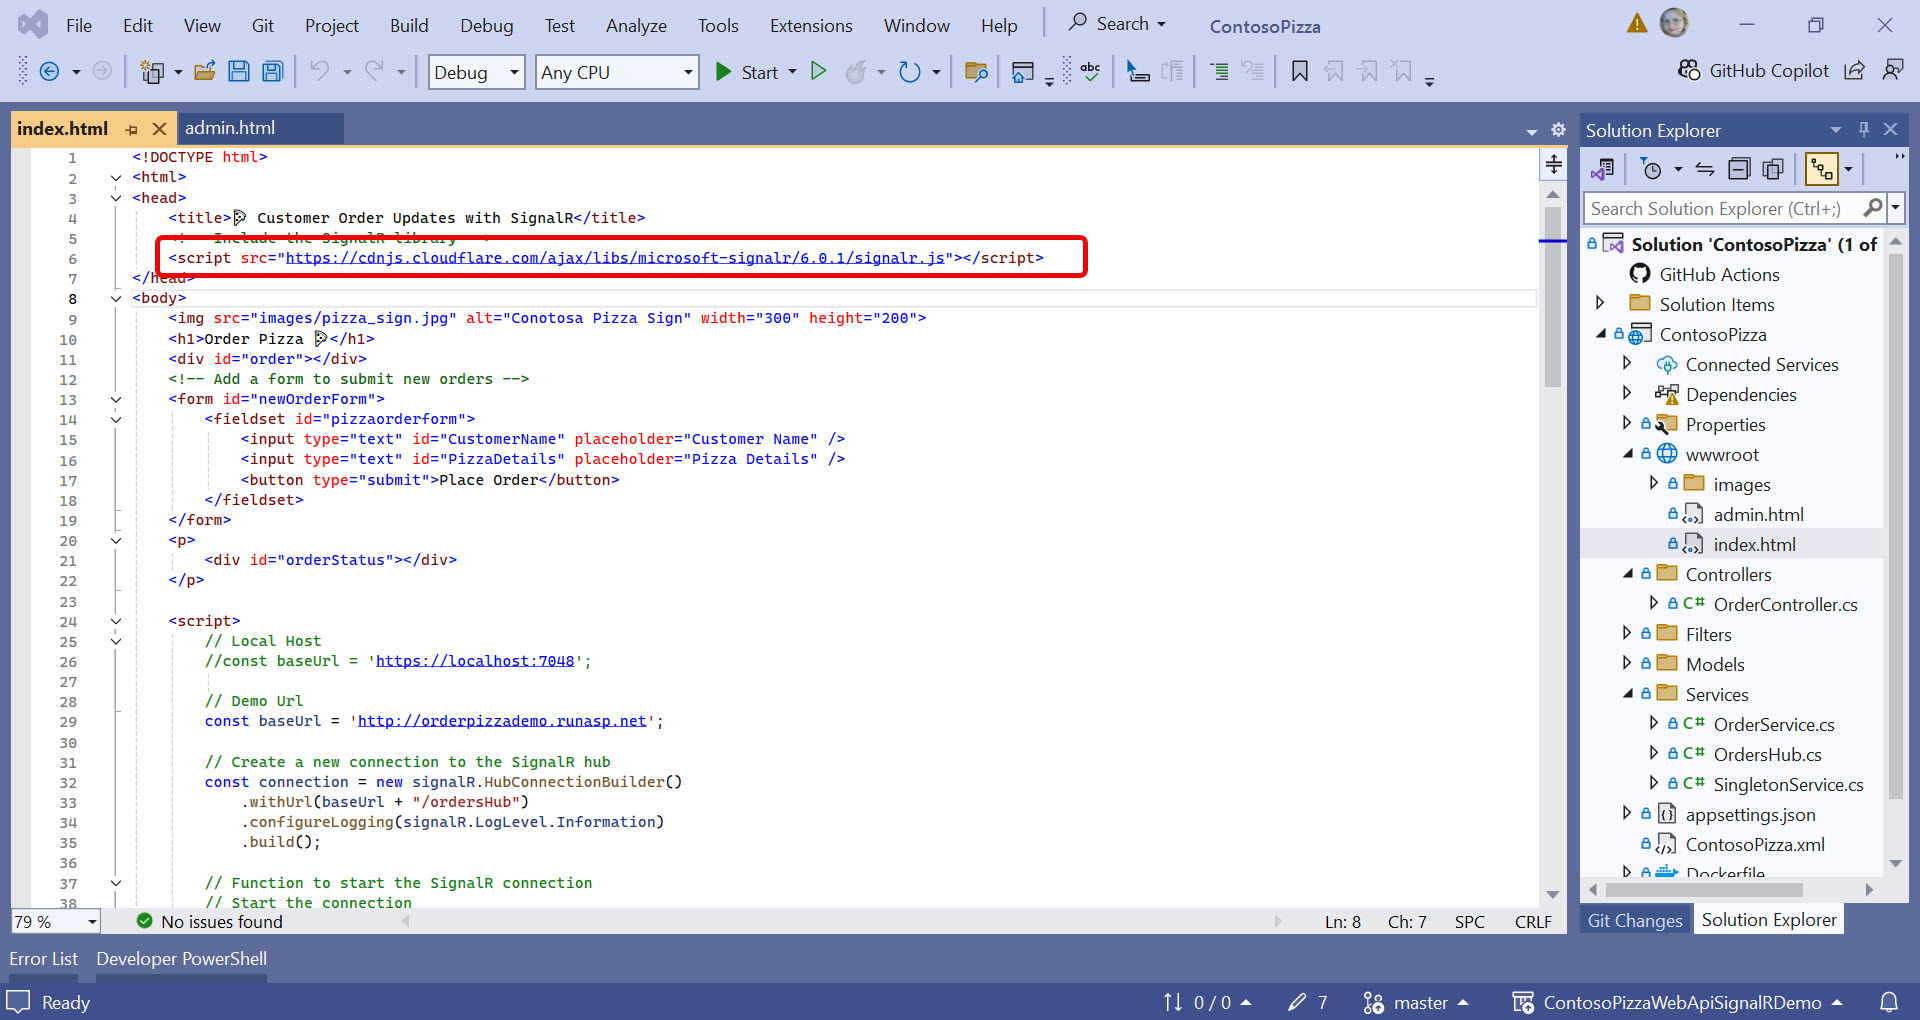 File Edit View Git Project Build Debug Test Analyze Tools Extensions Window Help Search ContosoPizza
Debug Any CPU Start abc GitHub Copilot
index.html admin.html
1 <!DOCTYPE html>
2 <html>
3 <head>
4 <title>🍕 Customer Order Updates with SignalR</title>
5 Include the SignalR library
6 <script src="https://cdnjs.cloudflare.com/ajax/libs/microsoft-signalr/6.0.1/signalr.js"></script>
7 </head>
8 <body>
9 <img src="images/pizza_sign.jpg" alt="Conotosa Pizza Sign" width="300" height="200">
10 <h1>Order Pizza 🍕</h1>
11 <div id="order"></div>
12 <!-- Add a form to submit new orders -->
13 <form id="newOrderForm">
14 <fieldset id="pizzaorderform">
15 <input type="text" id="CustomerName" placeholder="Customer Name" />
16 <input type="text" id="PizzaDetails" placeholder="Pizza Details" />
17 <button type="submit">Place Order</button>
18 </fieldset>
19 </form>
20 <p>
21 <div id="orderStatus"></div>
22 </p>
23
24 <script>
25 // Local Host
26 //const baseUrl = 'https://localhost:7048';
27
28 // Demo Url
29 const baseUrl = 'http://orderpizzademo.runasp.net';
30
31 // Create a new connection to the SignalR hub
32 const connection = new signalR.HubConnectionBuilder()
33 .withUrl(baseUrl + "/ordersHub")
34 .configureLogging(signalR.LogLevel.Information)
35 .build();
36
37 // Function to start the SignalR connection
38 // Start the connection
79 % No issues found Ln: 8 Ch: 7 SPC CRLF
Solution Explorer
Search Solution Explorer (Ctrl+;)
Solution 'ContosoPizza' (1 of
GitHub Actions
Solution Items
ContosoPizza
Connected Services
Dependencies
Properties
wwwroot
images
admin.html
index.html
Controllers
C# OrderController.cs
Filters
Models
Services
C# OrderService.cs
C# OrdersHub.cs
C# SingletonService.cs
appsettings.json
ContosoPizza.xml
Dockerfile
Git Changes Solution Explorer
Error List Developer PowerShell
Ready 0 / 0 7 master ContosoPizzaWebApiSignalRDemo